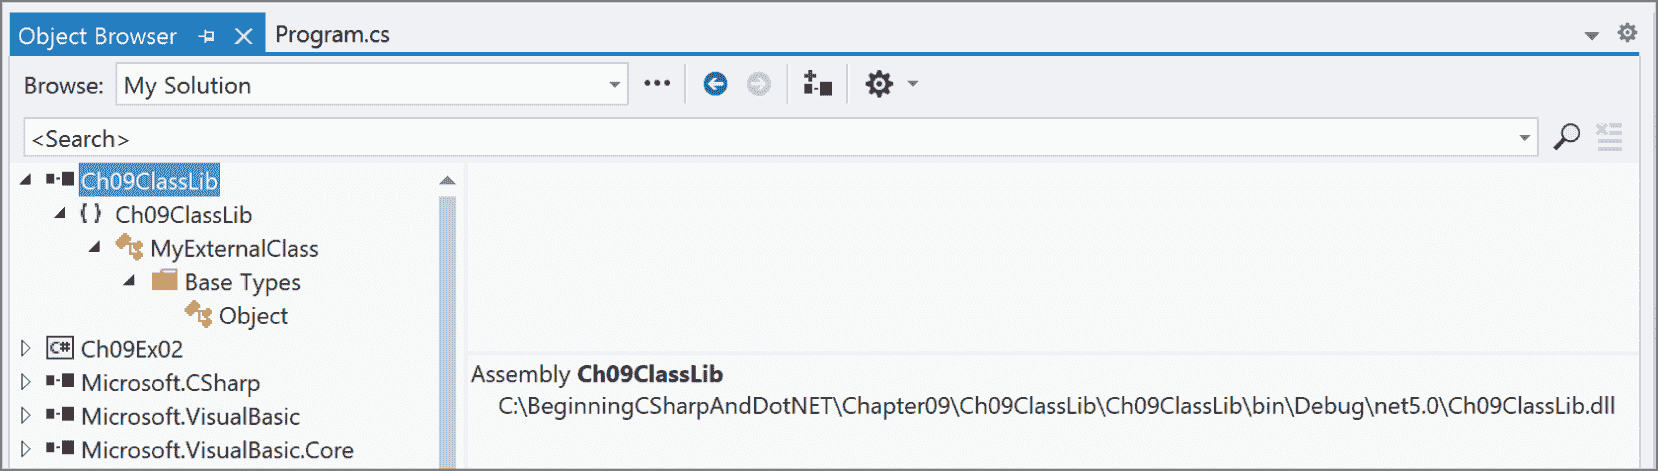 Object Browser Program.cs
Browse: My Solution
<Search>
Ch09ClassLib
{ } Ch09ClassLib
MyExternalClass
Base Types
Object
C# Ch09Ex02
Microsoft.CSharp
Microsoft.VisualBasic
Microsoft.VisualBasic.Core
Assembly Ch09ClassLib
C:\BeginningCSharpAndDotNET\Chapter09\Ch09ClassLib\Ch09ClassLib\bin\Debug\net5.0\Ch09ClassLib.dll